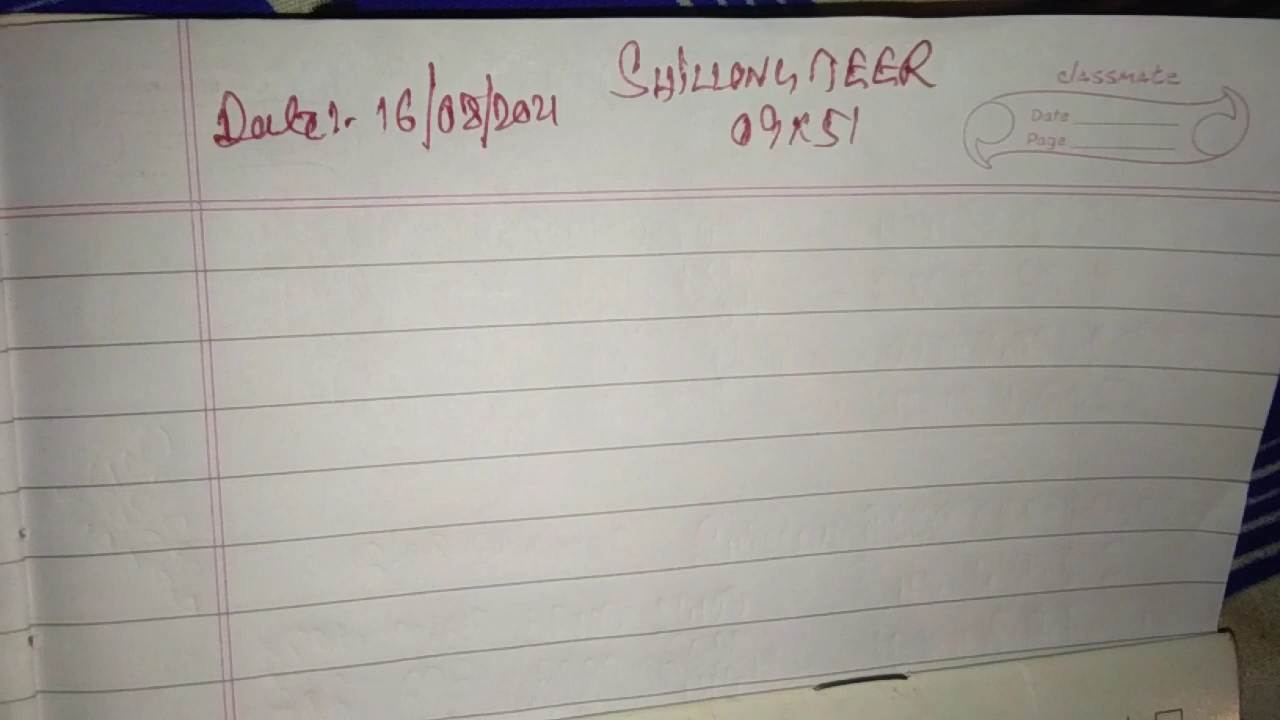 Date:- 16/08/2021
SHILLONG TEER
09x51
classmate
Date
Page